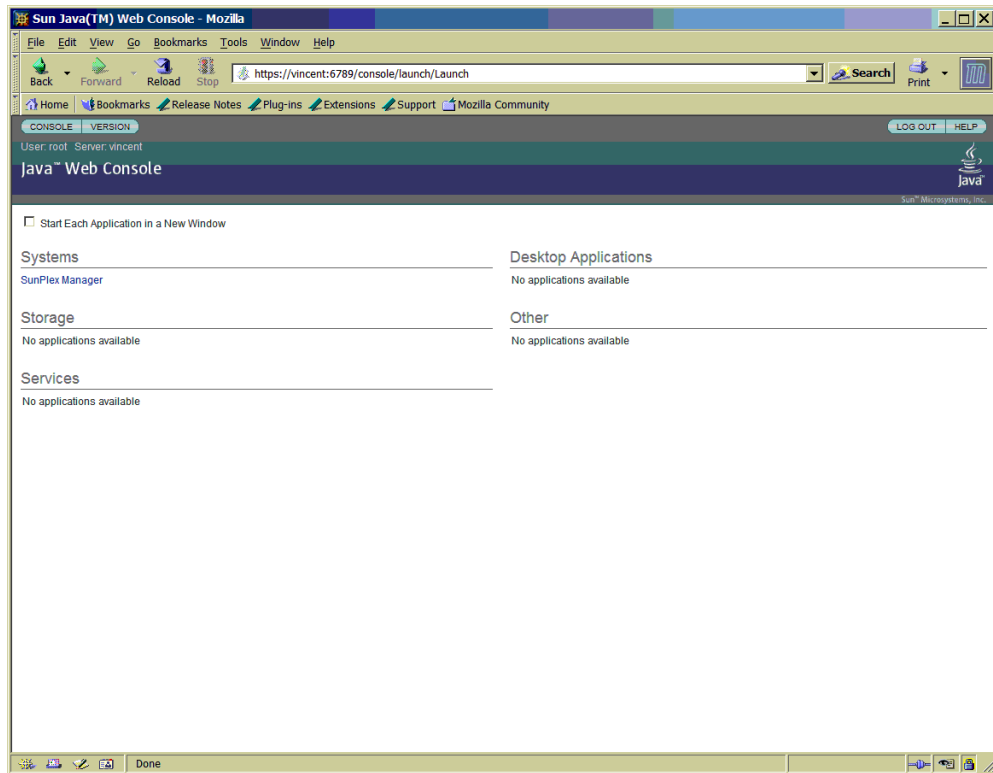 Sun Java(TM) Web Console - Mozilla
File Edit View Go Bookmarks Tools Window Help
Back Forward Reload Stop https://vincent:6789/console/launch/Launch Search Print
Home Bookmarks Release Notes Plug-ins Extensions Support Mozilla Community
CONSOLE VERSION LOG OUT HELP
User: root Server: vincent
Java™ Web Console
Java™
Sun™ Microsystems, Inc.
Start Each Application in a New Window
Systems
SunPlex Manager
Storage
No applications available
Services
No applications available
Desktop Applications
No applications available
Other
No applications available
Done